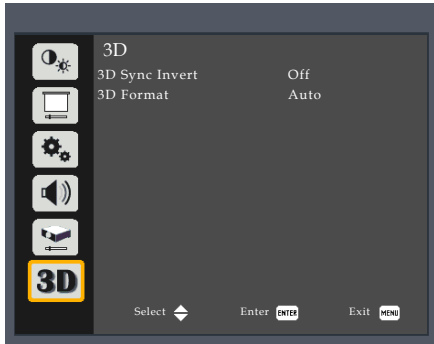 3D
3D Sync Invert Off
3D Format Auto
3D
Select Enter ENTER Exit MENU